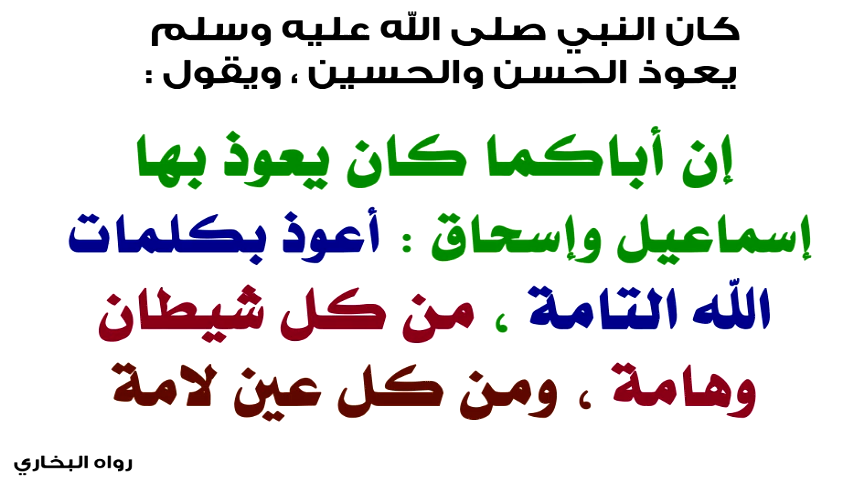 كان النبي صلى الله عليه وسلم
يعوذ الحسن والحسين ، ويقول :
إن أباكما كان يعوذ بها
إسماعيل وإسحاق : أعوذ بكلمات
الله التامة ، من كل شيطان
وهامة ، ومن كل عين لامة
رواه البخاري